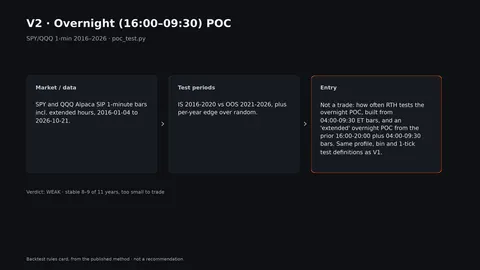 V2 · Overnight (16:00–09:30) POC
SPY/QQQ 1-min 2016–2026 · poc_test.py
Market / data
SPY and QQQ Alpaca SIP 1-minute bars
incl. extended hours, 2016-01-04 to
2026-10-21.
›
Test periods
IS 2016-2020 vs OOS 2021-2026, plus
per-year edge over random.
›
Entry
Not a trade: how often RTH tests the
overnight POC, built from
04:00-09:30 ET bars, and an
'extended' overnight POC from the
prior 16:00-20:00 plus 04:00-09:30
bars. Same profile, bin and 1-tick
test definitions as V1.
Verdict: WEAK · stable 8–9 of 11 years, too small to trade
Backtest rules card, from the published method · not a recommendation.